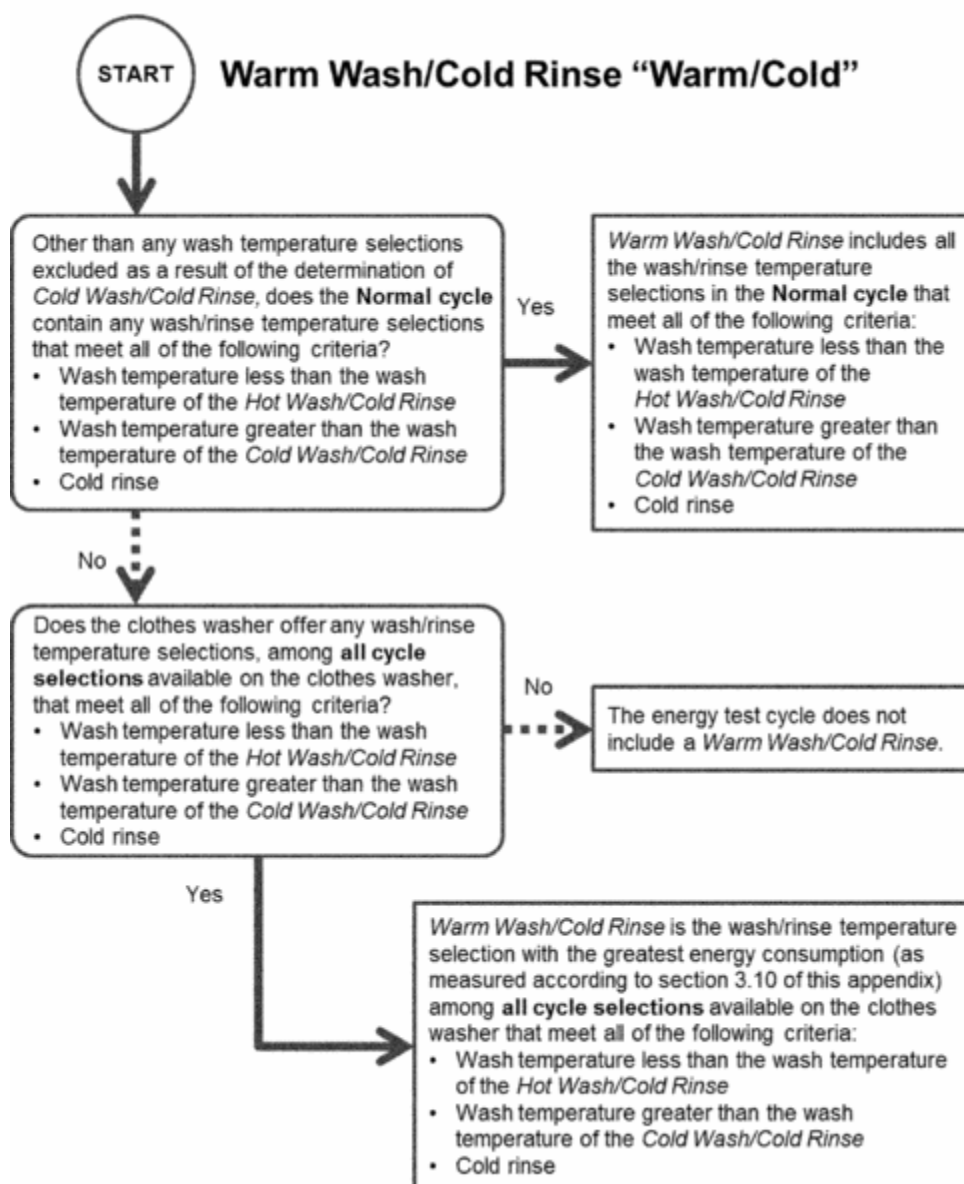 START
Warm Wash/Cold Rinse “Warm/Cold”
Other than any wash temperature selections
excluded as a result of the determination of
Cold Wash/Cold Rinse, does the Normal cycle
contain any wash/rinse temperature selections
that meet all of the following criteria?
• Wash temperature less than the wash
temperature of the Hot Wash/Cold Rinse
• Wash temperature greater than the wash
temperature of the Cold Wash/Cold Rinse
• Cold rinse
Yes
Warm Wash/Cold Rinse includes all
the wash/rinse temperature
selections in the Normal cycle that
meet all of the following criteria:
• Wash temperature less than the
wash temperature of the
Hot Wash/Cold Rinse
• Wash temperature greater than
the wash temperature of the
Cold Wash/Cold Rinse
• Cold rinse
No
Does the clothes washer offer any wash/rinse
temperature selections, among all cycle
selections available on the clothes washer,
that meet all of the following criteria?
• Wash temperature less than the wash
temperature of the Hot Wash/Cold Rinse
• Wash temperature greater than the wash
temperature of the Cold Wash/Cold Rinse
• Cold rinse
No
The energy test cycle does not
include a Warm Wash/Cold Rinse.
Yes
Warm Wash/Cold Rinse is the wash/rinse temperature
selection with the greatest energy consumption (as
measured according to section 3.10 of this appendix)
among all cycle selections available on the clothes
washer that meet all of the following criteria:
• Wash temperature less than the wash temperature
of the Hot Wash/Cold Rinse
• Wash temperature greater than the wash
temperature of the Cold Wash/Cold Rinse
• Cold rinse